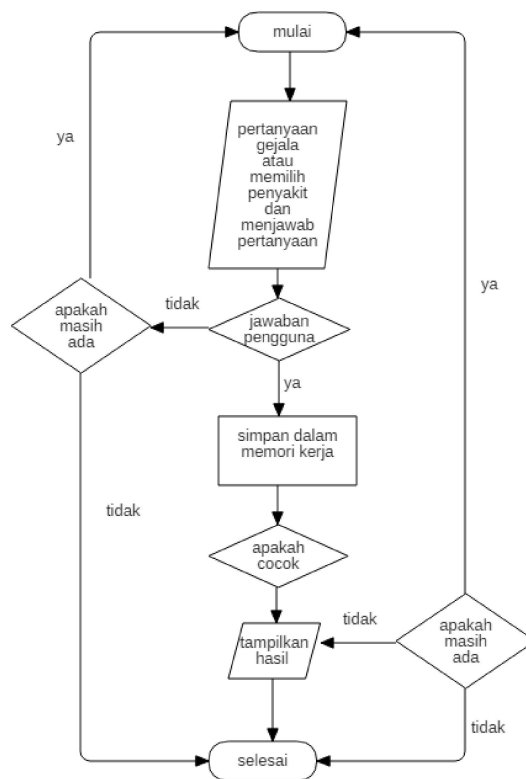 mulai
ya
pertanyaan
gejala
atau
memilih
penyakit
dan
menjawab
pertanyaan
ya
apakah
masih
ada
tidak
jawaban
pengguna
ya
simpan dalam
memori kerja
tidak
apakah
cocok
tidak
apakah
masih
ada
tampilkan
hasil
tidak
selesai